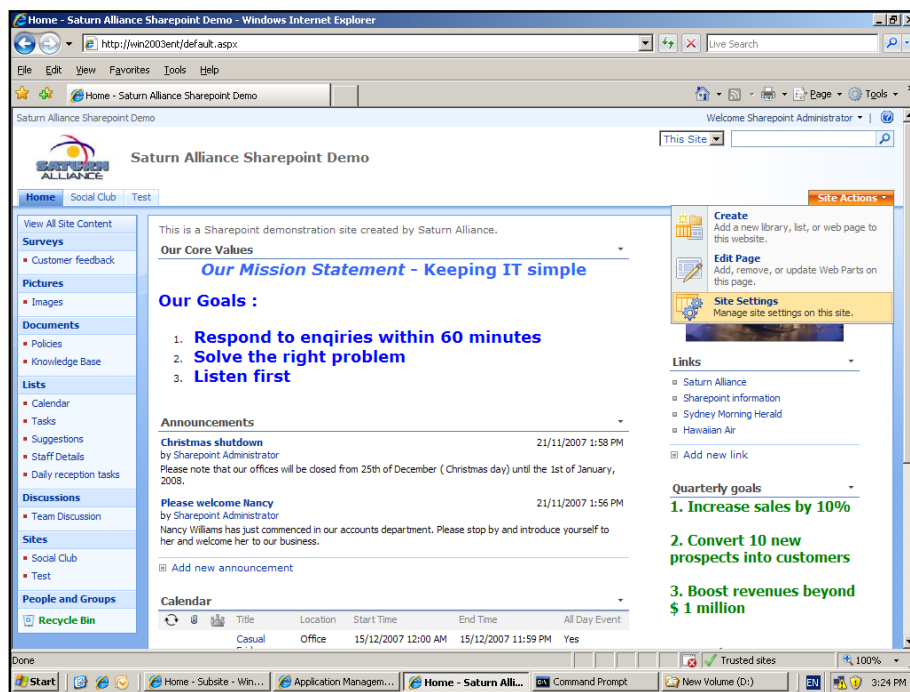 Home - Saturn Alliance Sharepoint Demo - Windows Internet Explorer
http://win2003ent/default.aspx
Live Search
File Edit View Favorites Tools Help
Home - Saturn Alliance Sharepoint Demo
Page Tools
Saturn Alliance Sharepoint Demo
Welcome Sharepoint Administrator
SATURN
ALLIANCE
Saturn Alliance Sharepoint Demo
This Site
Home Social Club Test
Site Actions
Create
Add a new library, list, or web page to
this website.
Edit Page
Add, remove, or update Web Parts on
this page.
Site Settings
Manage site settings on this site.
View All Site Content
Surveys
Customer feedback
Pictures
Images
Documents
Policies
Knowledge Base
Lists
Calendar
Tasks
Suggestions
Staff Details
Daily reception tasks
Discussions
Team Discussion
Sites
Social Club
Test
People and Groups
Recycle Bin
This is a Sharepoint demonstration site created by Saturn Alliance.
Our Core Values
Our Mission Statement - Keeping IT simple
Our Goals :
1. Respond to enqiries within 60 minutes
2. Solve the right problem
3. Listen first
Announcements
Christmas shutdown 21/11/2007 1:58 PM
by Sharepoint Administrator
Please note that our offices will be closed from 25th of December ( Christmas day) until the 1st of January,
2008.
Please welcome Nancy 21/11/2007 1:56 PM
by Sharepoint Administrator
Nancy Williams has just commenced in our accounts department. Please stop by and introduce yourself to
her and welcome her to our business.
Add new announcement
Calendar
Title Location Start Time End Time All Day Event
Casual Office 15/12/2007 12:00 AM 15/12/2007 11:59 PM Yes
Links
Saturn Alliance
Sharepoint information
Sydney Morning Herald
Hawaiian Air
Add new link
Quarterly goals
1. Increase sales by 10%
2. Convert 10 new
prospects into customers
3. Boost revenues beyond
$ 1 million
Done
Trusted sites
100%
Start
Home - Subsite - Win...
Application Managem...
Home - Saturn Alli...
Command Prompt
New Volume (D:)
EN
3:24 PM